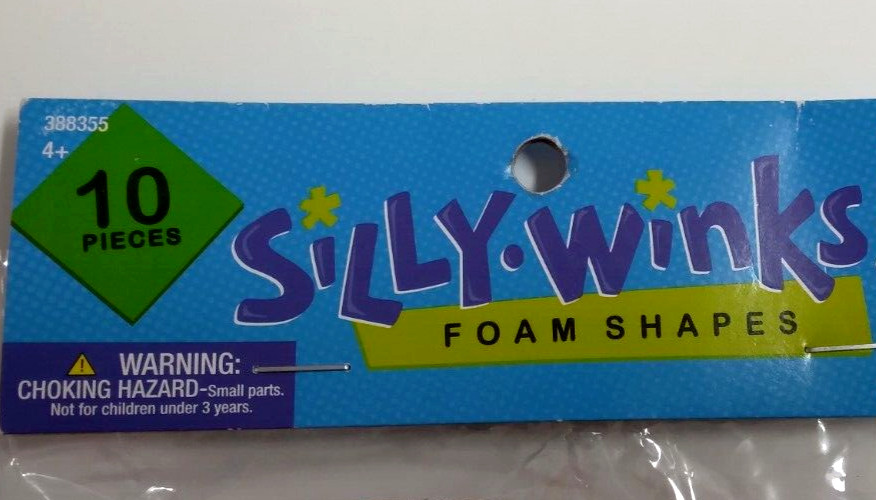 388355
4+
10
PIECES
SiLLY·Winks
FOAM SHAPES
WARNING:
CHOKING HAZARD-Small parts.
Not for children under 3 years.